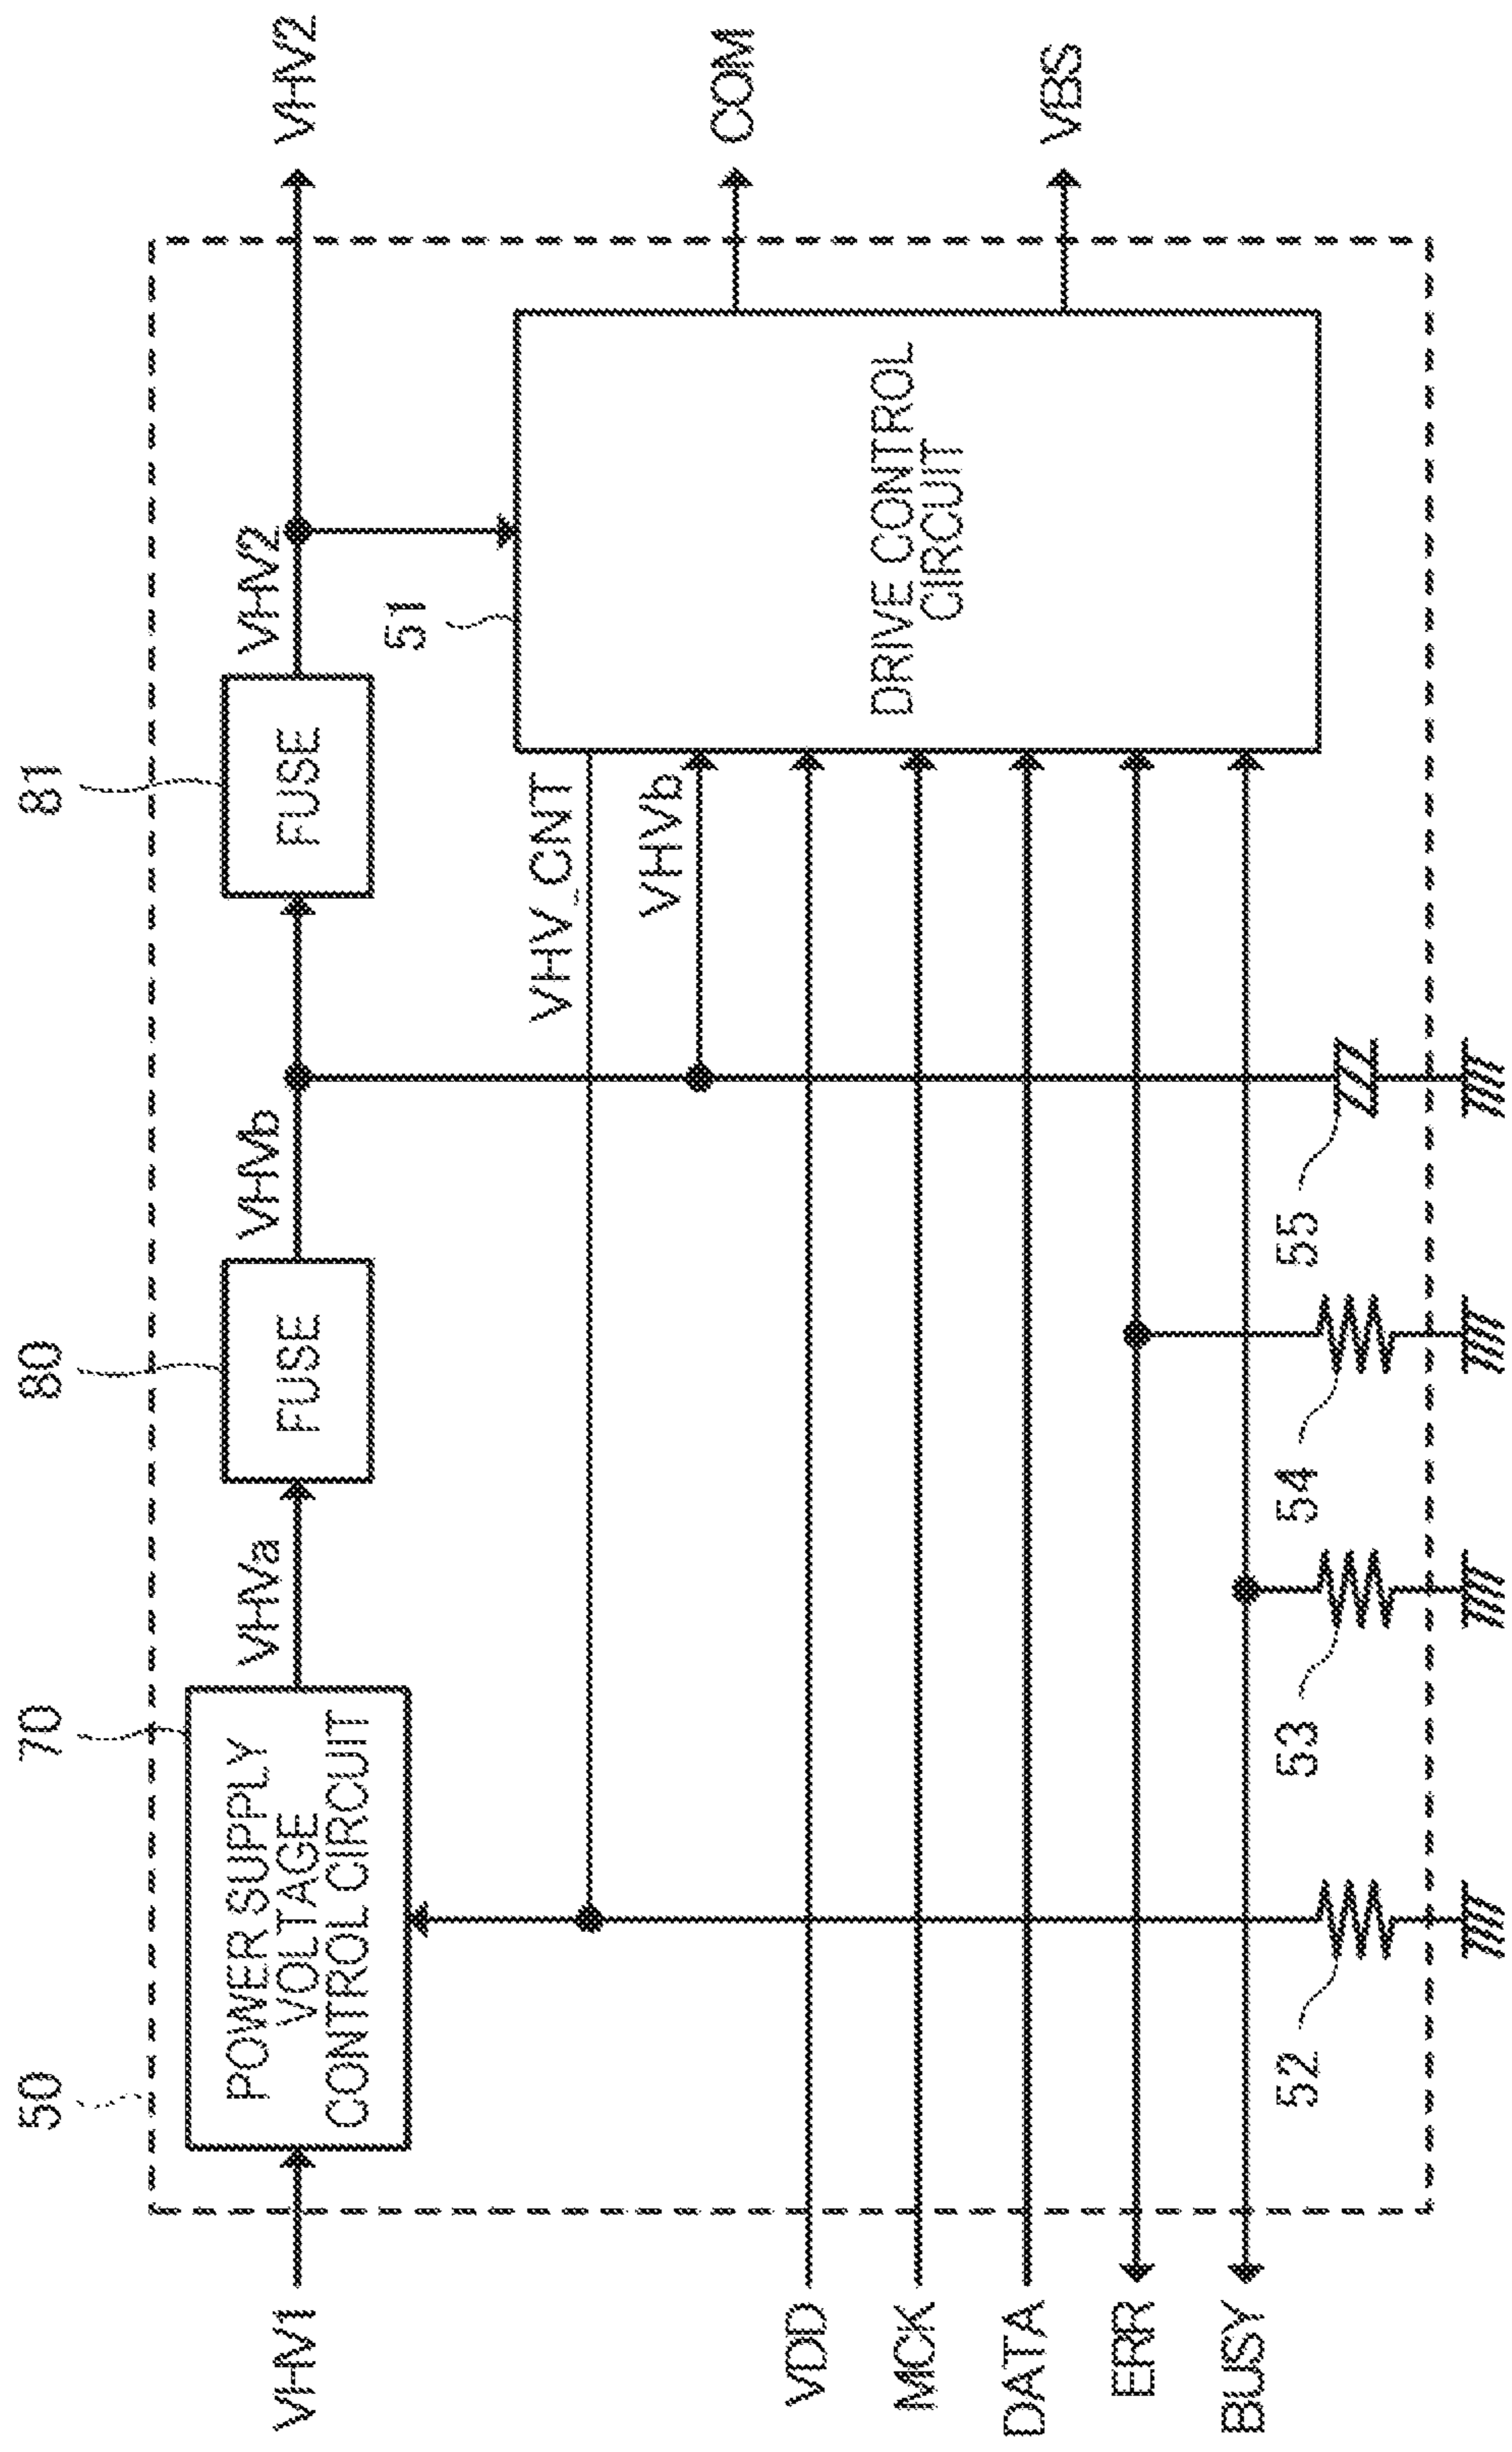 50
70
80
81
VHV1
POWER SUPPLY
VOLTAGE
CONTROL CIRCUIT
VHVa
FUSE
VHVb
FUSE
VHV2
VHV2
51
VHV_CNT
VHVb
DRIVE CONTROL
CIRCUIT
COM
VBS
VDD
MCK
DATA
ERR
BUSY
52
53
54
55